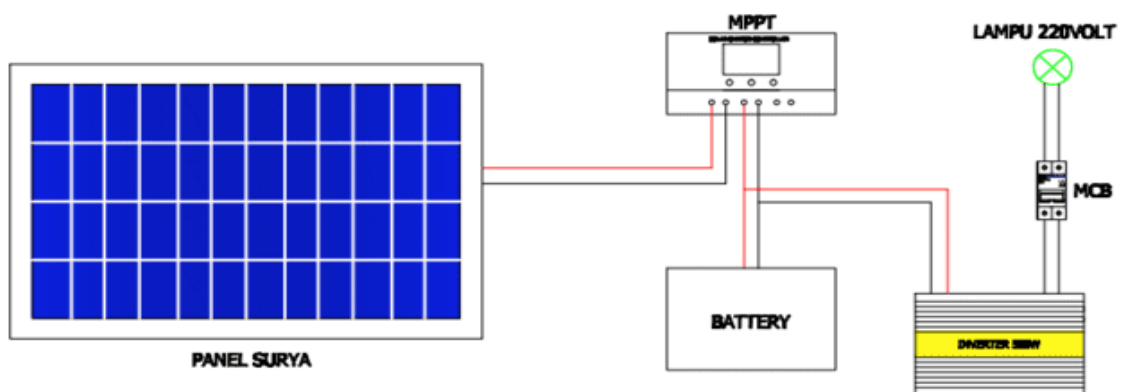 MPPT
LAMPU 220VOLT
MCB
BATTERY
PANEL SURYA